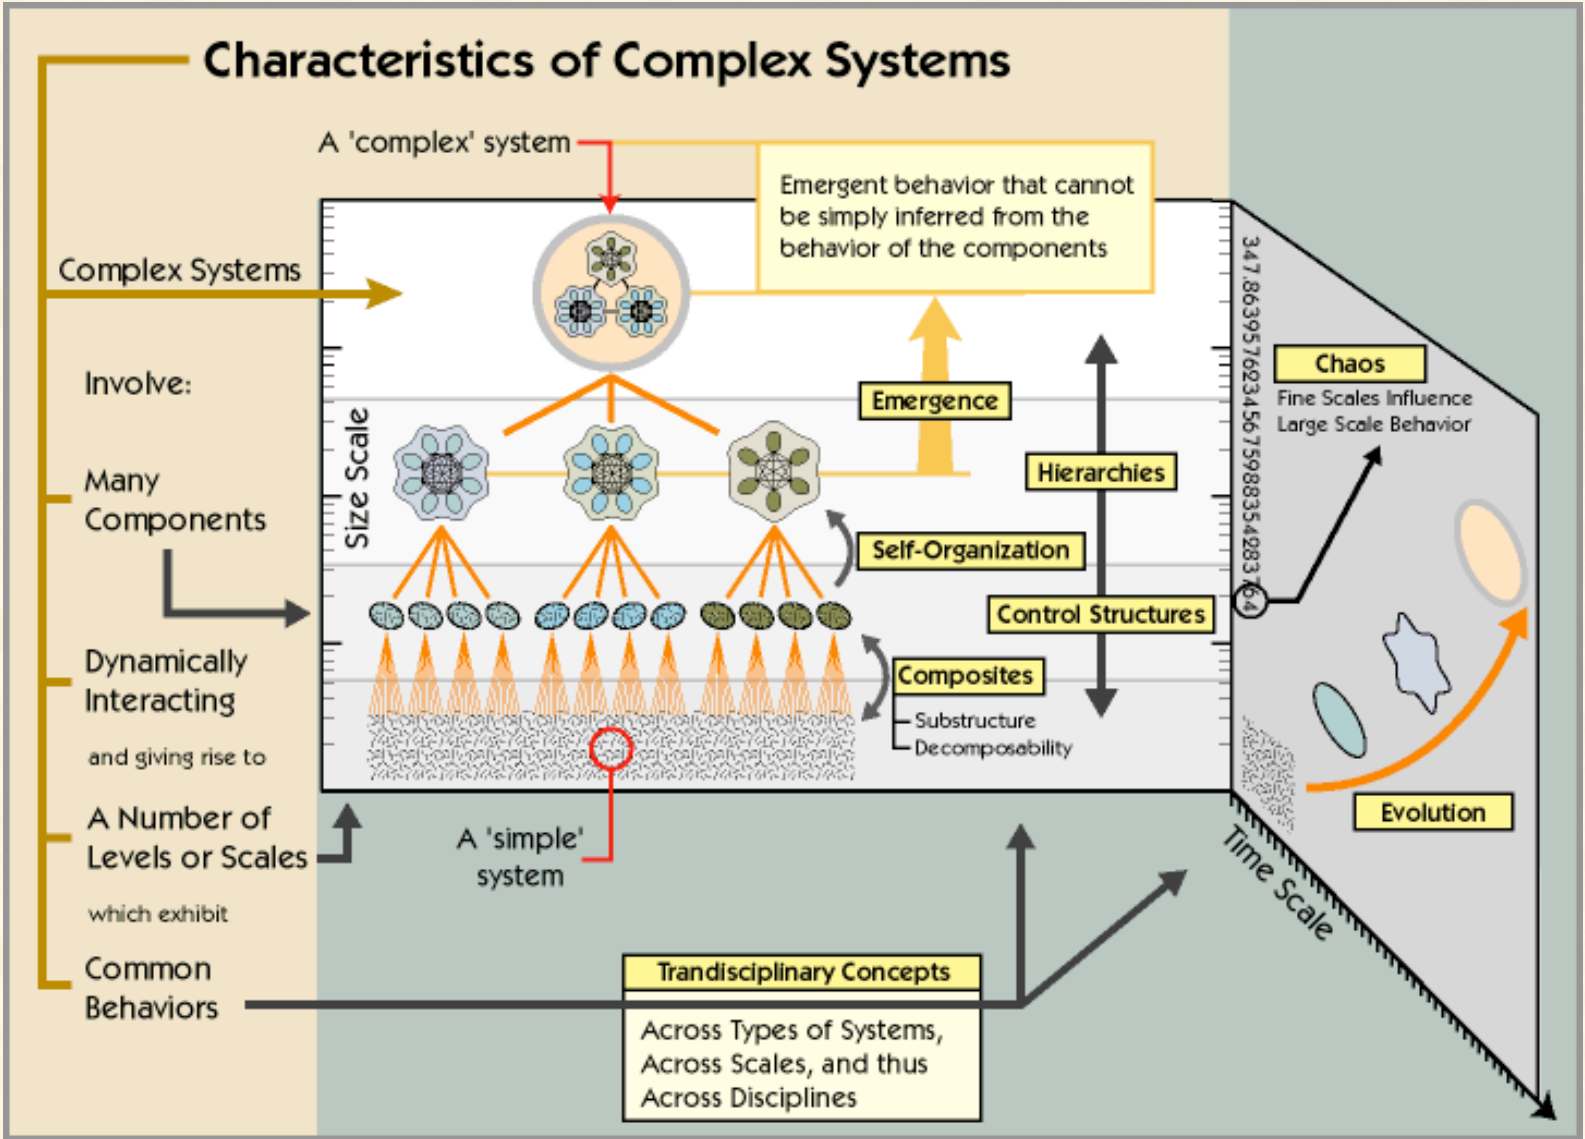 Characteristics of Complex Systems
A 'complex' system
Emergent behavior that cannot
be simply inferred from the
behavior of the components
Complex Systems
Involve:
Many
Components
Dynamically
Interacting
and giving rise to
A Number of
Levels or Scales
which exhibit
Common
Behaviors
Size Scale
Emergence
Hierarchies
Self-Organization
Control Structures
Composites
Substructure
Decomposability
A 'simple'
system
Chaos
Fine Scales Influence
Large Scale Behavior
Evolution
Time Scale
Trandisciplinary Concepts
Across Types of Systems,
Across Scales, and thus
Across Disciplines